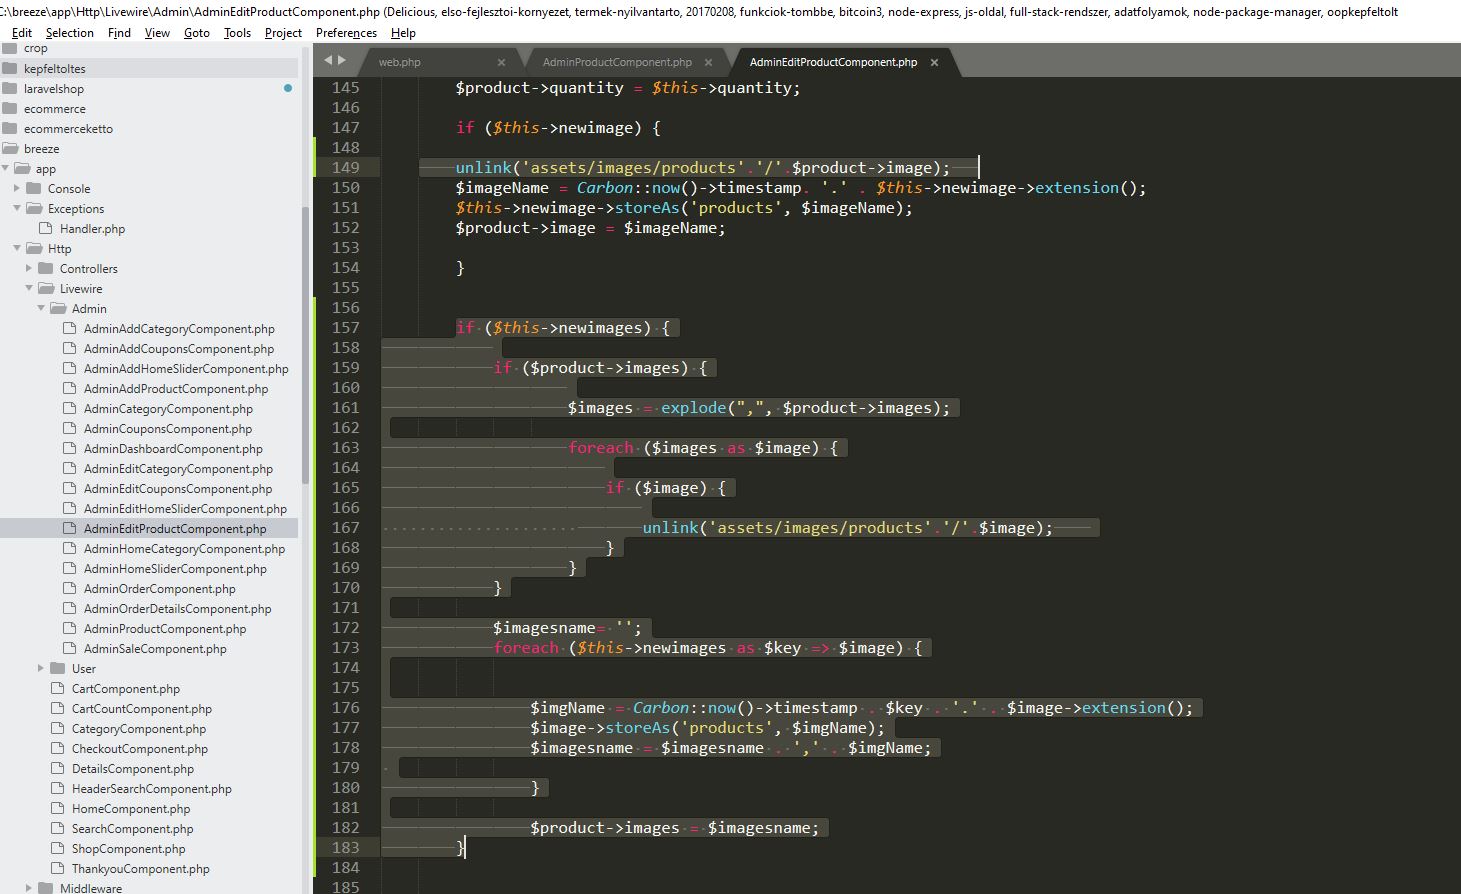 C:\breeze\app\Http\Livewire\Admin\AdminEditProductComponent.php (Delicious, elso-fejlesztoi-kornyezet, termek-nyilvantarto, 20170208, funkciok-tombbe, bitcoin3, node-express, js-oldal, full-stack-rendszer, adatfolyamok, node-package-manager, oopkepfeltolt
Edit Selection Find View Goto Tools Project Preferences Help
crop
kepfeltoltes
laravelshop
ecommerce
ecommerceketto
breeze
app
Console
Exceptions
Handler.php
Http
Controllers
Livewire
Admin
AdminAddCategoryComponent.php
AdminAddCouponsComponent.php
AdminAddHomeSliderComponent.php
AdminAddProductComponent.php
AdminCategoryComponent.php
AdminCouponsComponent.php
AdminDashboardComponent.php
AdminEditCategoryComponent.php
AdminEditCouponsComponent.php
AdminEditHomeSliderComponent.php
AdminEditProductComponent.php
AdminHomeCategoryComponent.php
AdminHomeSliderComponent.php
AdminOrderComponent.php
AdminOrderDetailsComponent.php
AdminProductComponent.php
AdminSaleComponent.php
User
CartComponent.php
CartCountComponent.php
CategoryComponent.php
CheckoutComponent.php
DetailsComponent.php
HeaderSearchComponent.php
HomeComponent.php
SearchComponent.php
ShopComponent.php
ThankyouComponent.php
Middleware
web.php AdminProductComponent.php AdminEditProductComponent.php
145 $product->quantity = $this->quantity;
146
147 if ($this->newimage) {
148
149 unlink('assets/images/products'.'/'.$product->image);
150 $imageName = Carbon::now()->timestamp. '.' . $this->newimage->extension();
151 $this->newimage->storeAs('products', $imageName);
152 $product->image = $imageName;
153
154 }
155
156
157 if ($this->newimages) {
158
159 if ($product->images) {
160
161 $images = explode(",", $product->images);
162
163 foreach ($images as $image) {
164
165 if ($image) {
166
167 unlink('assets/images/products'.'/'.$image);
168 }
169 }
170 }
171
172 $imagesname= '';
173 foreach ($this->newimages as $key => $image) {
174
175
176 $imgName = Carbon::now()->timestamp . $key . '.' . $image->extension();
177 $image->storeAs('products', $imgName);
178 $imagesname = $imagesname . ',' . $imgName;
179
180 }
181
182 $product->images = $imagesname;
183 }
184
185